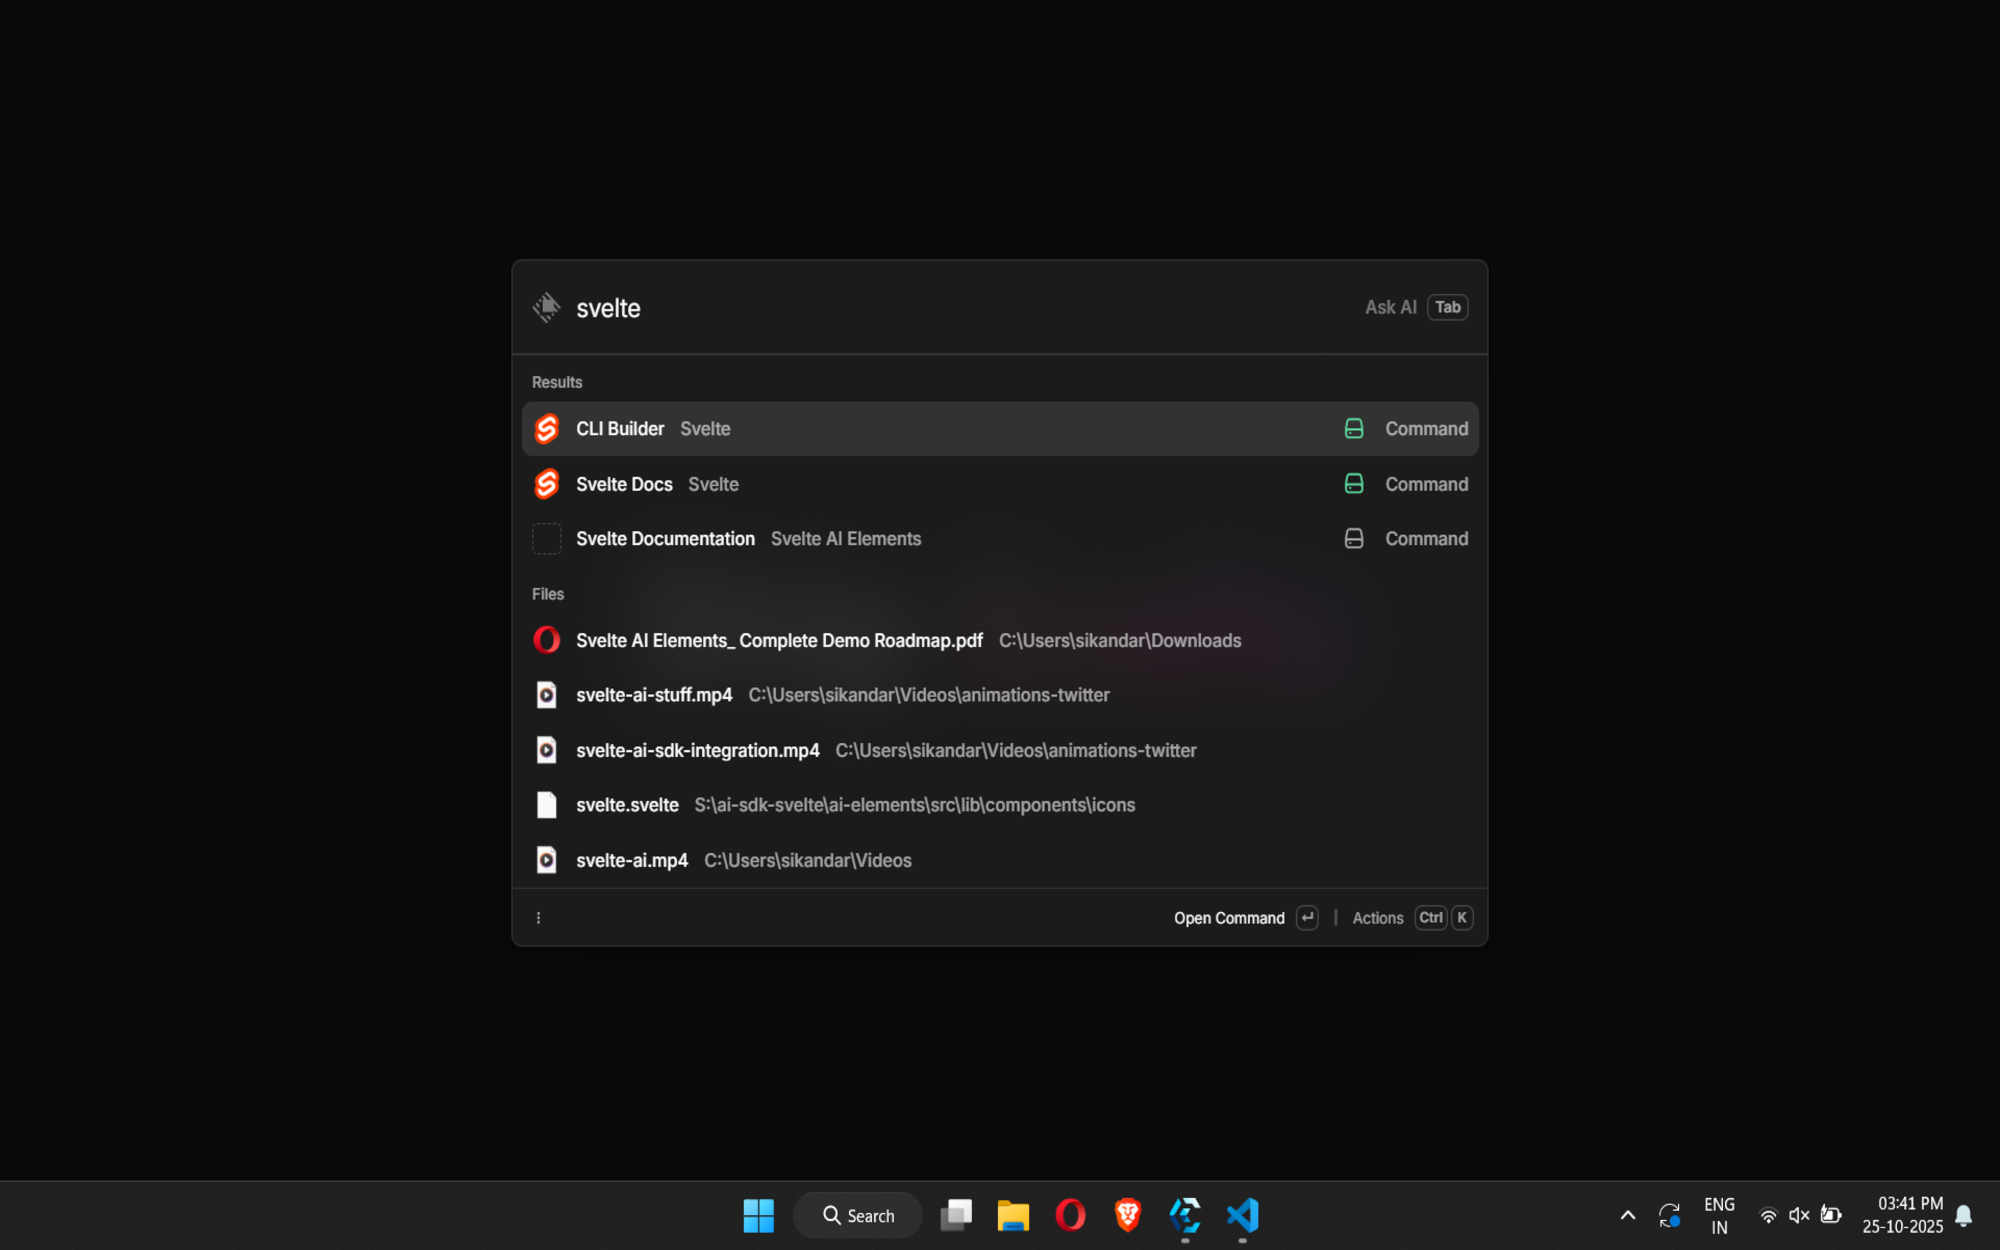 svelte Ask AI Tab
Results
CLI Builder Svelte Command
Svelte Docs Svelte Command
Svelte Documentation Svelte AI Elements Command
Files
Svelte AI Elements_ Complete Demo Roadmap.pdf C:\Users\sikandar\Downloads
svelte-ai-stuff.mp4 C:\Users\sikandar\Videos\animations-twitter
svelte-ai-sdk-integration.mp4 C:\Users\sikandar\Videos\animations-twitter
svelte.svelte S:\ai-sdk-svelte\ai-elements\src\lib\components\icons
svelte-ai.mp4 C:\Users\sikandar\Videos
Open Command Actions Ctrl K
Search
ENG
IN
03:41 PM
25-10-2025